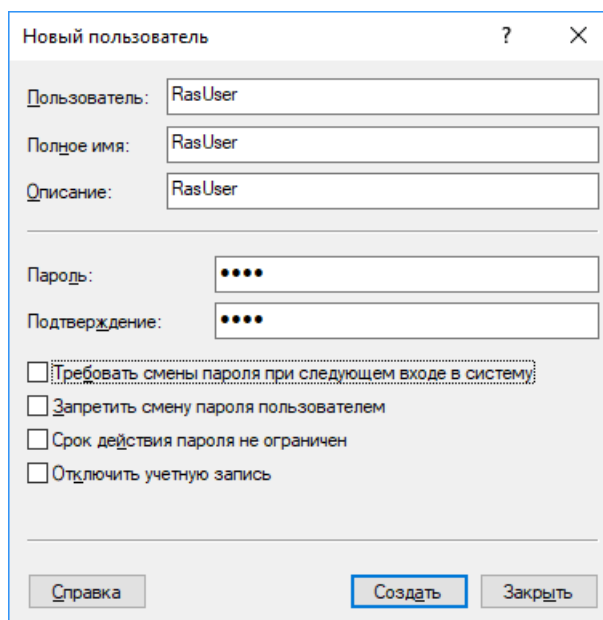 Новый пользователь
Пользователь: RasUser
Полное имя: RasUser
Описание: RasUser
Пароль: ••••
Подтверждение: ••••
Требовать смены пароля при следующем входе в систему
Запретить смену пароля пользователем
Срок действия пароля не ограничен
Отключить учетную запись
Справка Создать Закрыть